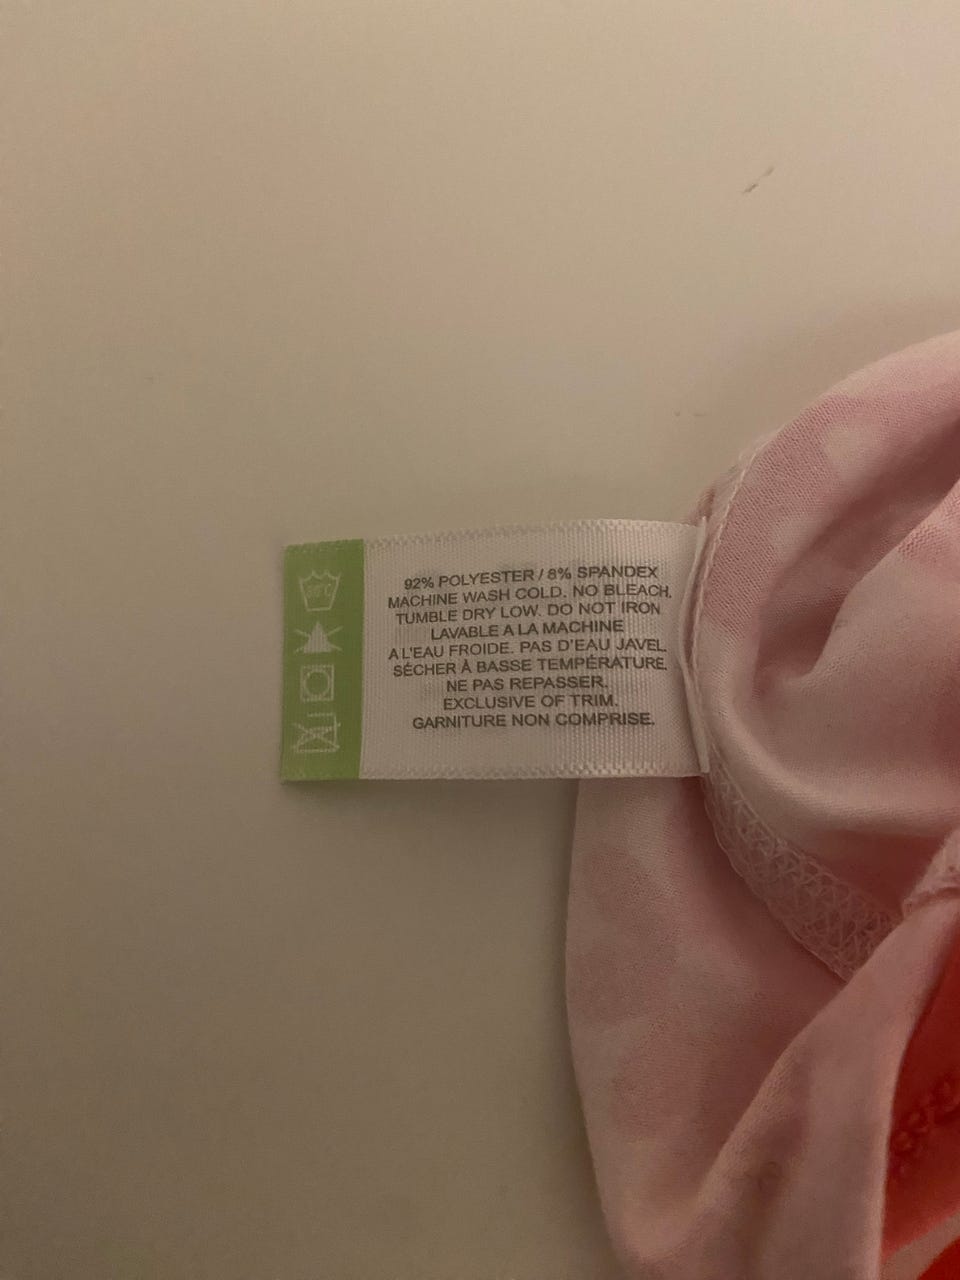 30°C
92% POLYESTER / 8% SPANDEX
MACHINE WASH COLD. NO BLEACH.
TUMBLE DRY LOW. DO NOT IRON
LAVABLE A LA MACHINE
A L'EAU FROIDE. PAS D'EAU JAVEL.
SÉCHER À BASSE TEMPÉRATURE.
NE PAS REPASSER.
EXCLUSIVE OF TRIM.
GARNITURE NON COMPRISE.